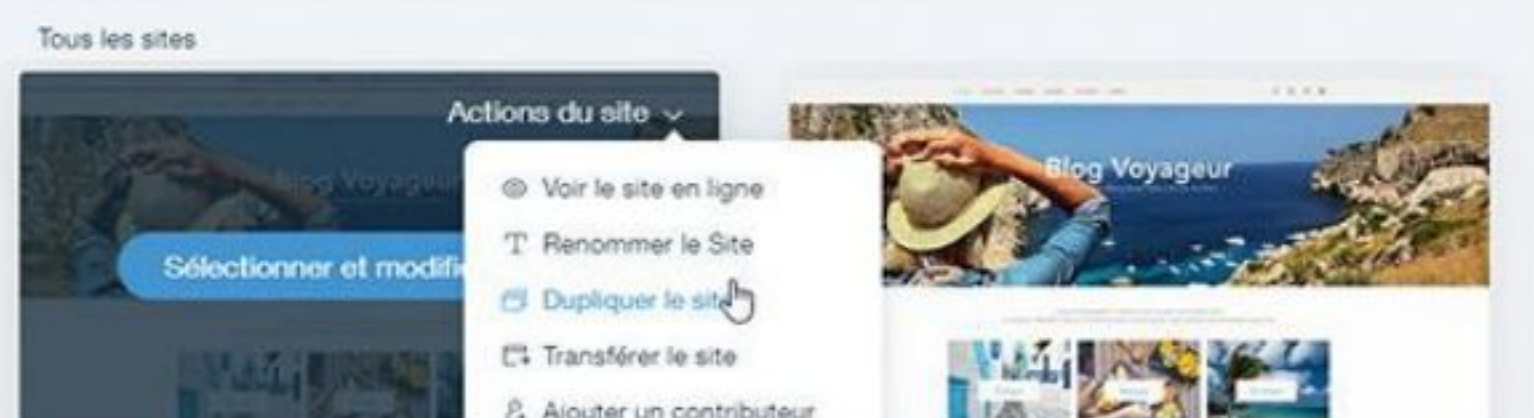 Tous les sites
Actions du site
Blog Voyageur
Voir le site en ligne
Renommer le Site
Sélectionner et modifi
Dupliquer le sit
Transférer le site
Ajouter un contributeur
Blog Voyageur